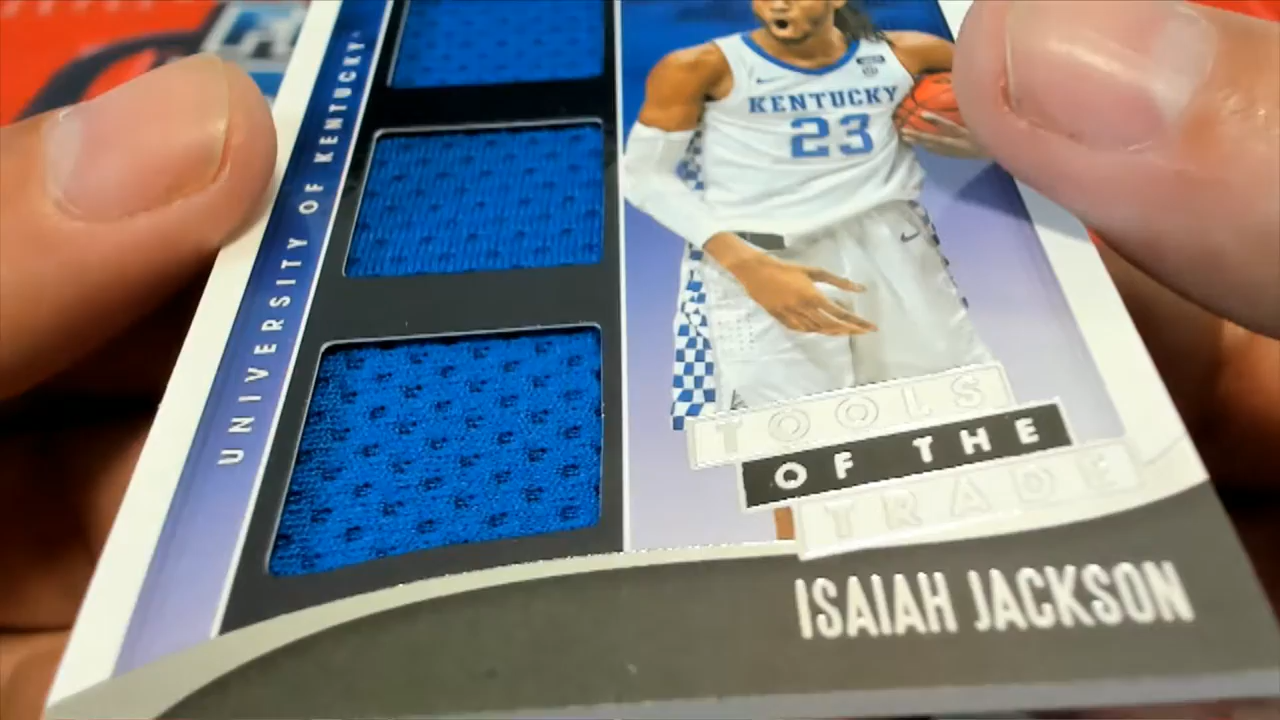 UNIVERSITY OF KENTUCKY
KENTUCKY
23
TOOLS
OF THE
TRADE
ISAIAH JACKSON